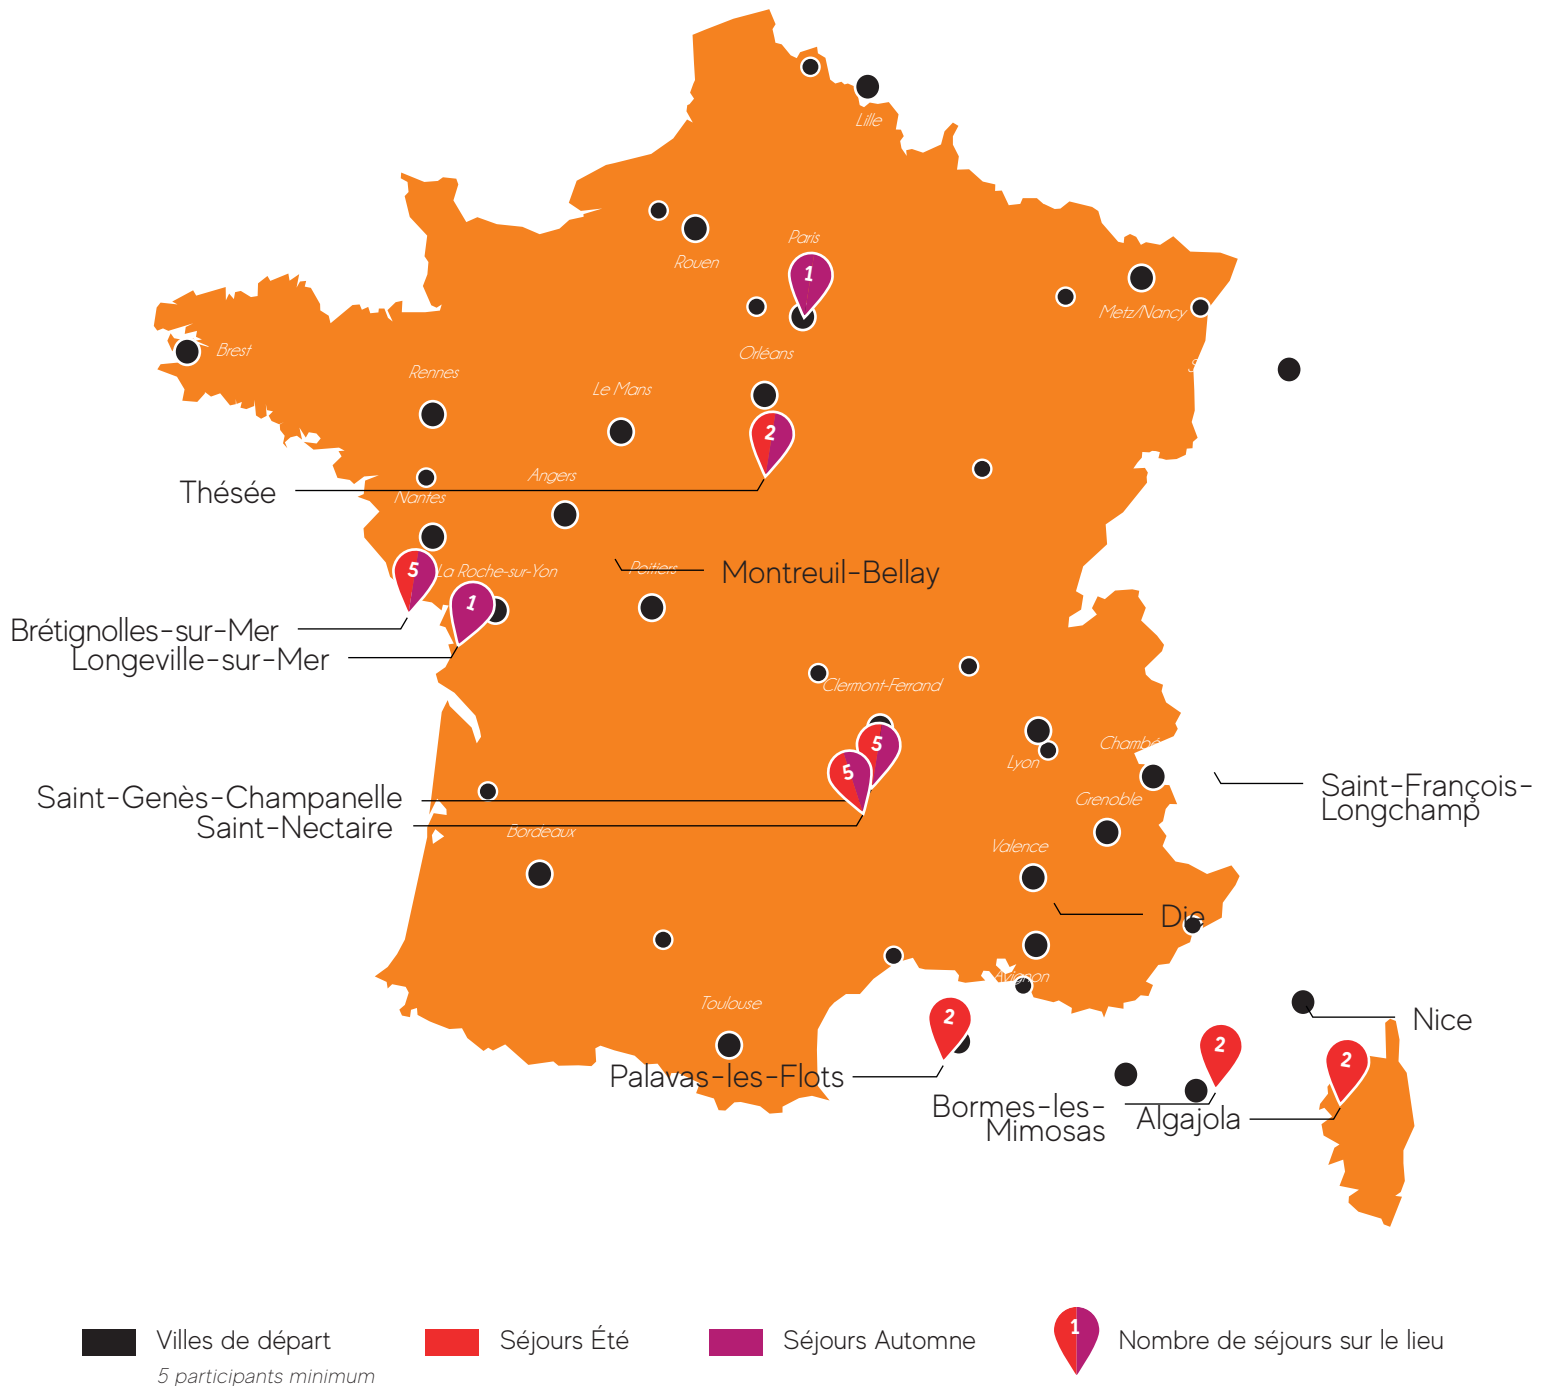 Lille
Paris
1
Rouen
Metz/Nancy
Brest
Orléans
Rennes
Le Mans
2
Angers
Thésée
Nantes
5
La Roche-sur-Yon
Poitiers
Montreuil-Bellay
1
Brétignolles-sur-Mer
Longeville-sur-Mer
Clermont-Ferrand
5
Chambé
Lyon
5
Saint-François-
Longchamp
Saint-Genès-Champanelle
Grenoble
Saint-Nectaire
Bordeaux
Valence
Die
Avignon
Toulouse
2
Nice
2
2
Palavas-les-Flots
Bormes-les-
Mimosas
Algajola
Villes de départ
5 participants minimum
Séjours Été
Séjours Automne
1
Nombre de séjours sur le lieu